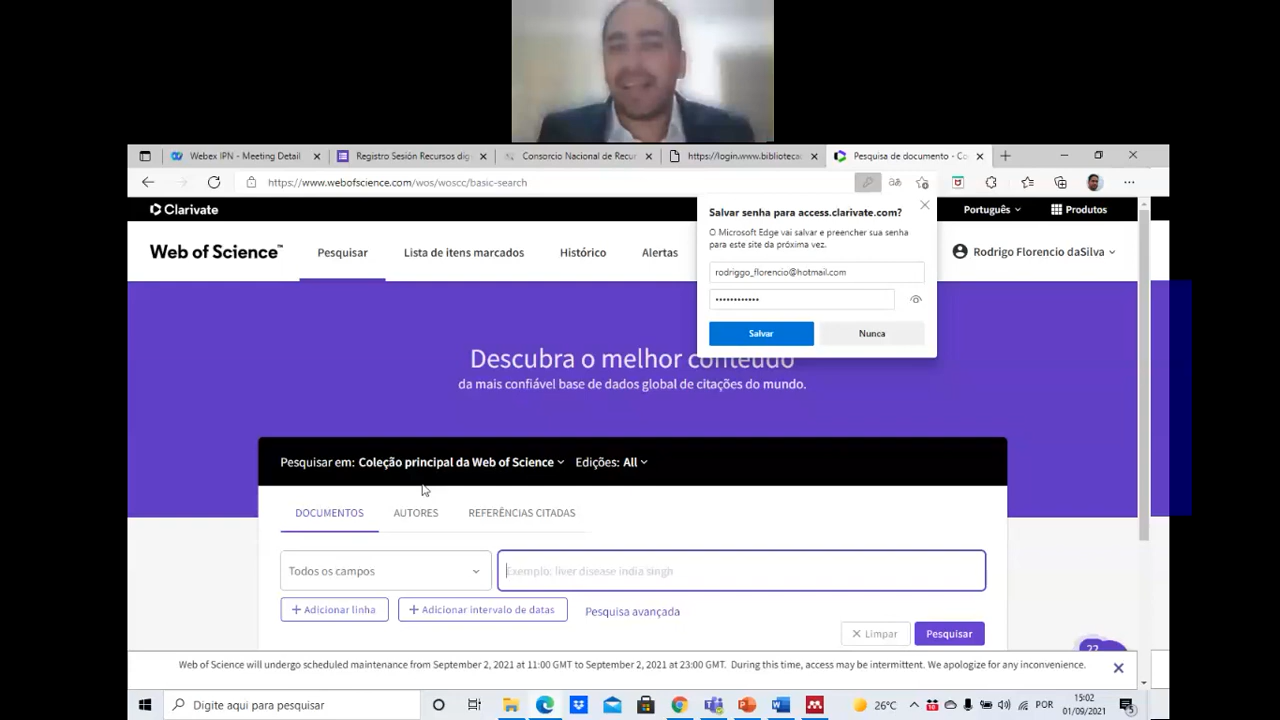 Webex IPN - Meeting Detail
Registro Sesión Recursos dig
Consorcio Nacional de Recur
https://login.www.biblioteca
Pesquisa de documento - Co
https://www.webofscience.com/wos/woscc/basic-search
Clarivate
Português
Produtos
Web of Science™
Pesquisar
Lista de itens marcados
Histórico
Alertas
Rodrigo Florencio daSilva
Salvar senha para access.clarivate.com?
O Microsoft Edge vai salvar e preencher sua senha
para este site da próxima vez.
rodriggo_florencio@hotmail.com
••••••••••••
Salvar
Nunca
Descubra o melhor conteúdo
da mais confiável base de dados global de citações do mundo.
Pesquisar em: Coleção principal da Web of Science
Edições: All
DOCUMENTOS
AUTORES
REFERÊNCIAS CITADAS
Todos os campos
Exemplo: liver disease india singh
+ Adicionar linha
+ Adicionar intervalo de datas
Pesquisa avançada
× Limpar
Pesquisar
22
Web of Science will undergo scheduled maintenance from September 2, 2021 at 11:00 GMT to September 2, 2021 at 23:00 GMT. During this time, access may be intermittent. We apologize for any inconvenience.
Digite aqui para pesquisar
26°C
POR
15:02
01/09/2021
5